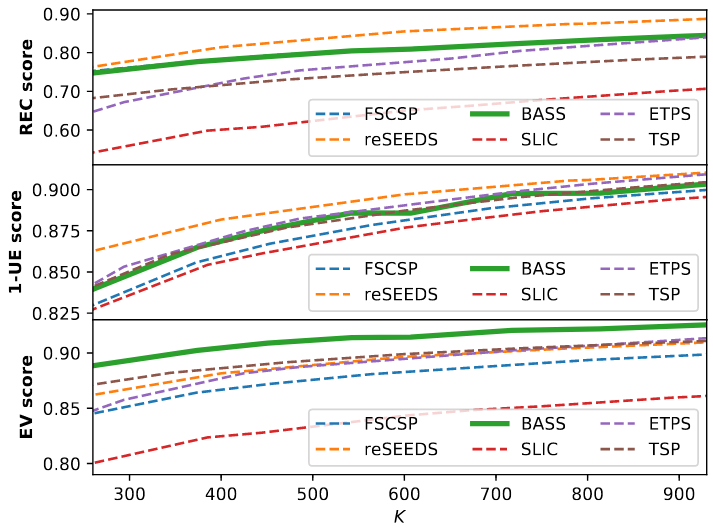 REC score
0.90
0.80
0.70
0.60
FSCSP BASS ETPS
reSEEDS SLIC TSP
1-UE score
0.900
0.875
0.850
0.825
FSCSP BASS ETPS
reSEEDS SLIC TSP
EV score
0.90
0.85
0.80
FSCSP BASS ETPS
reSEEDS SLIC TSP
300 400 500 600 700 800 900
K